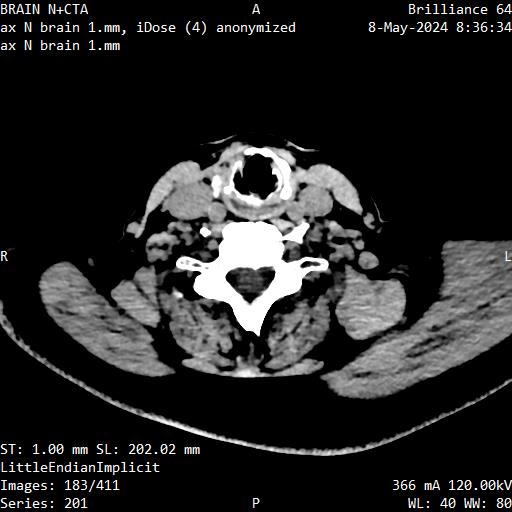 BRAIN N+CTA
A
Brilliance 64
ax N brain 1.mm, iDose (4) anonymized
8-May-2024 8:36:34
ax N brain 1.mm
R
L
ST: 1.00 mm SL: 202.02 mm
LittleEndianImplicit
Images: 183/411
366 mA 120.00kV
Series: 201
P
WL: 40 WW: 80